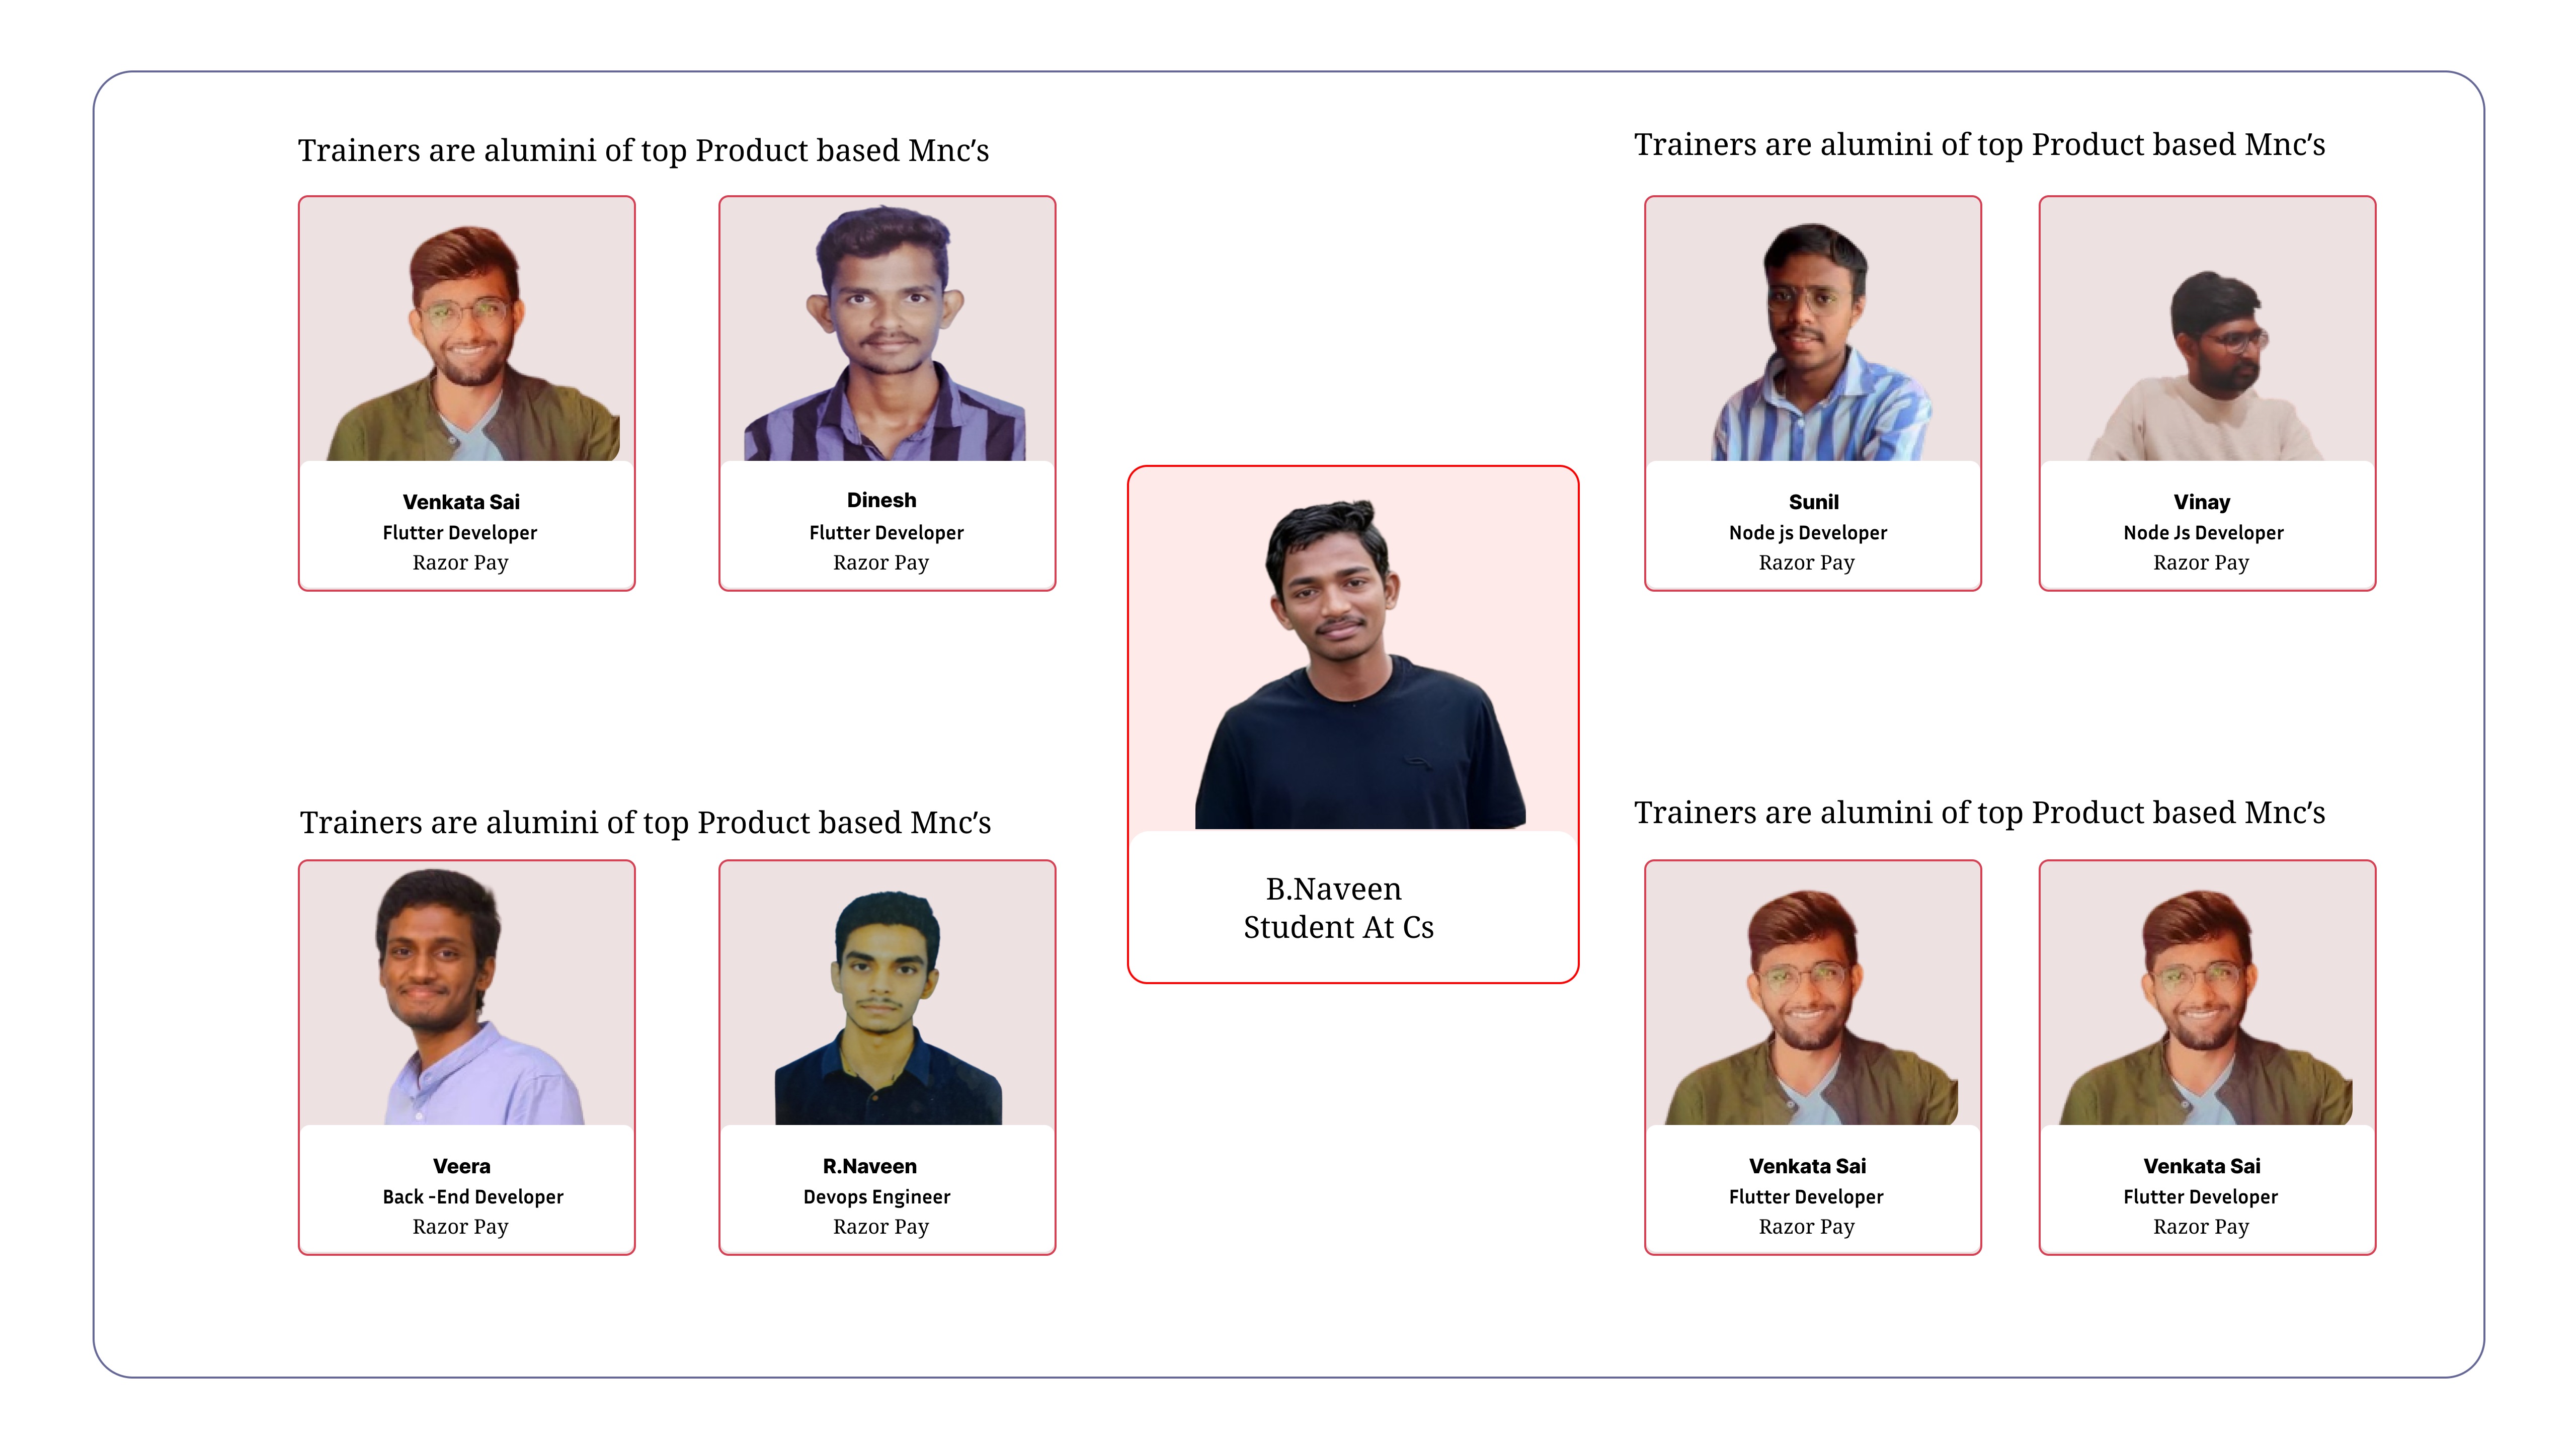 Trainers are alumini of top Product based Mnc's
Venkata Sai
Flutter Developer
Razor Pay
Dinesh
Flutter Developer
Razor Pay
Trainers are alumini of top Product based Mnc's
Sunil
Node js Developer
Razor Pay
Vinay
Node Js Developer
Razor Pay
B.Naveen
Student At Cs
Trainers are alumini of top Product based Mnc's
Veera
Back -End Developer
Razor Pay
R.Naveen
Devops Engineer
Razor Pay
Trainers are alumini of top Product based Mnc's
Venkata Sai
Flutter Developer
Razor Pay
Venkata Sai
Flutter Developer
Razor Pay